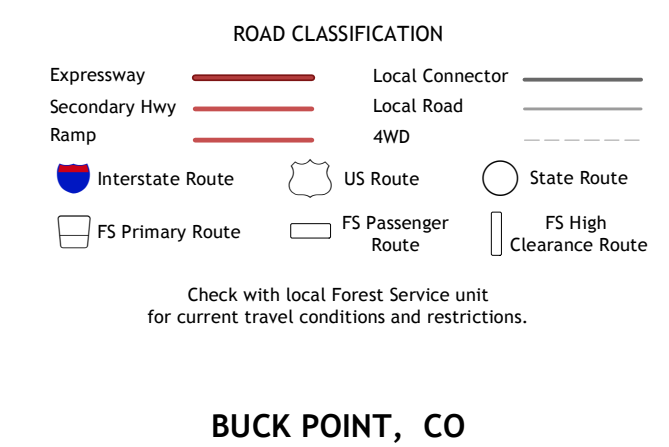 ROAD CLASSIFICATION
Expressway
Local Connector
Secondary Hwy
Local Road
Ramp
4WD
Interstate Route
US Route
State Route
FS Primary Route
FS Passenger
Route
FS High
Clearance Route
Check with local Forest Service unit
for current travel conditions and restrictions.
BUCK POINT, CO